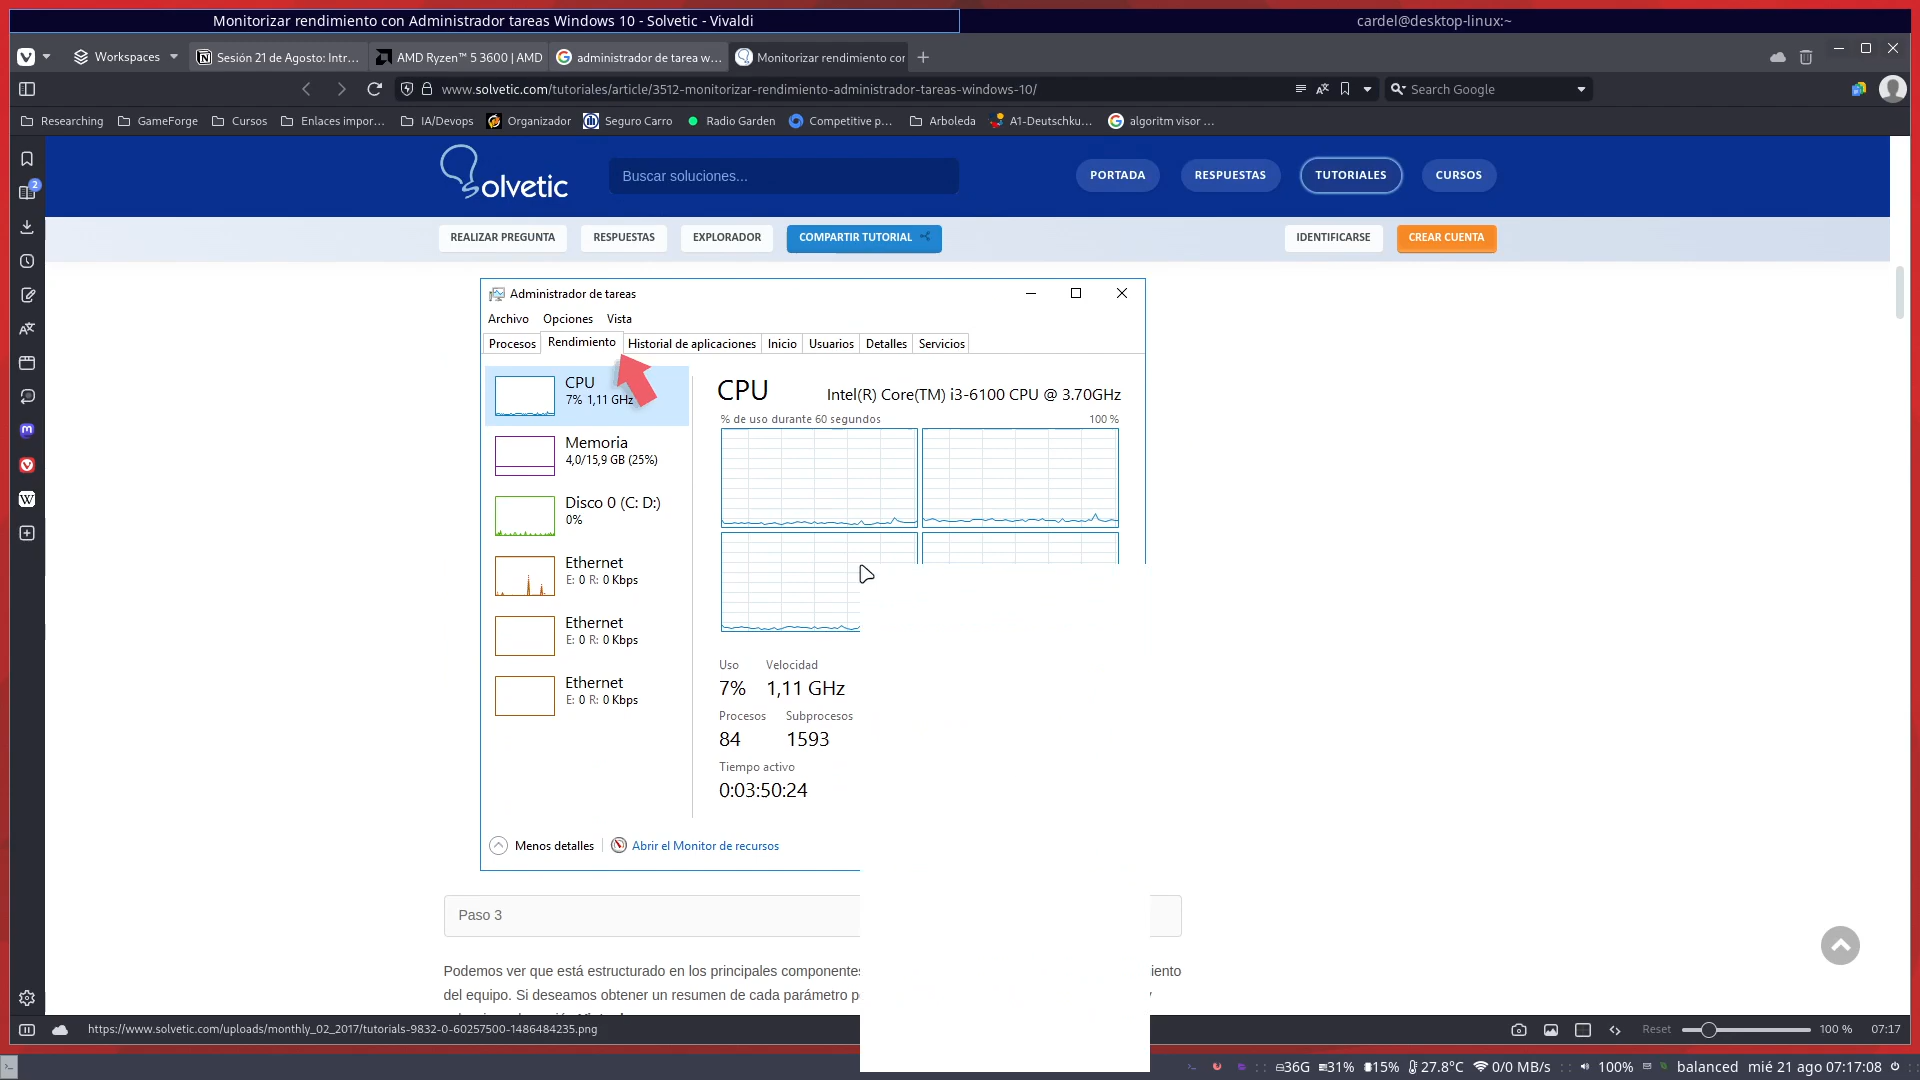 Monitorizar rendimiento con Administrador tareas Windows 10 - Solvetic - Vivaldi
cardel@desktop-linux:~
Workspaces
Sesión 21 de Agosto: Intr...
AMD Ryzen™ 5 3600 | AMD
administrador de tarea w...
Monitorizar rendimiento cor
www.solvetic.com/tutoriales/article/3512-monitorizar-rendimiento-administrador-tareas-windows-10/
Search Google
Researching
GameForge
Cursos
Enlaces impor...
IA/Devops
Organizador
Seguro Carro
Radio Garden
Competitive p...
Arboleda
A1-Deutschku...
algoritm visor ...
2
Solvetic
Buscar soluciones...
PORTADA
RESPUESTAS
TUTORIALES
CURSOS
REALIZAR PREGUNTA
RESPUESTAS
EXPLORADOR
COMPARTIR TUTORIAL
IDENTIFICARSE
CREAR CUENTA
Administrador de tareas
Archivo Opciones Vista
Procesos Rendimiento Historial de aplicaciones Inicio Usuarios Detalles Servicios
CPU
7% 1,11 GHz
Memoria
4,0/15,9 GB (25%)
Disco 0 (C: D:)
0%
Ethernet
E: 0 R: 0 Kbps
Ethernet
E: 0 R: 0 Kbps
Ethernet
E: 0 R: 0 Kbps
CPU
Intel(R) Core(TM) i3-6100 CPU @ 3.70GHz
% de uso durante 60 segundos
100 %
Uso Velocidad
7% 1,11 GHz
Procesos Subprocesos
84 1593
Tiempo activo
0:03:50:24
Menos detalles
Abrir el Monitor de recursos
Paso 3
Podemos ver que está estructurado en los principales componentes iento
del equipo. Si deseamos obtener un resumen de cada parámetro p y
https://www.solvetic.com/uploads/monthly_02_2017/tutorials-9832-0-60257500-1486484235.png
Reset
100 %
07:17
36G 31% 15% 27.8°C 0/0 MB/s :: 100% balanced mié 21 ago 07:17:08